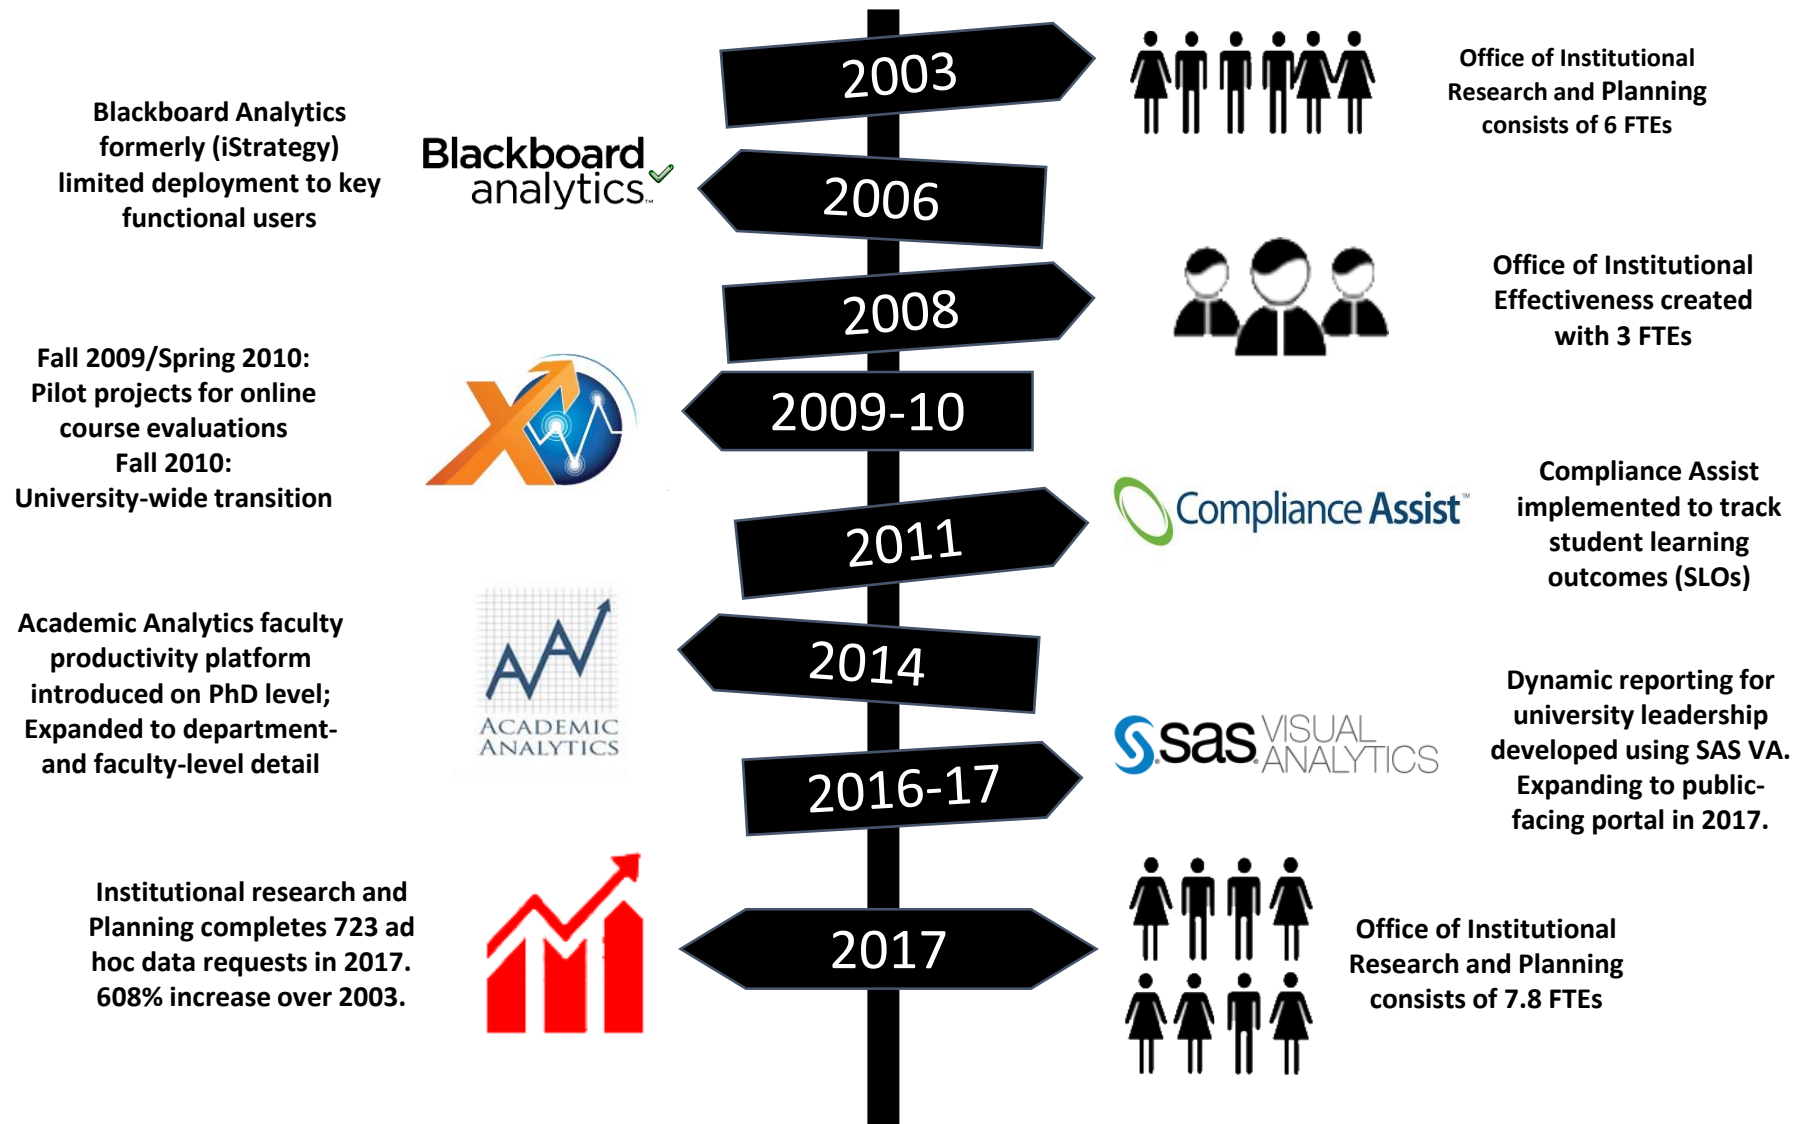 2003
Office of Institutional
Research and Planning
consists of 6 FTEs
Blackboard Analytics
formerly (iStrategy)
limited deployment to key
functional users
Blackboard
analytics™
2006
2008
Office of Institutional
Effectiveness created
with 3 FTEs
Fall 2009/Spring 2010:
Pilot projects for online
course evaluations
Fall 2010:
University-wide transition
2009-10
2011
Compliance Assist™
Compliance Assist
implemented to track
student learning
outcomes (SLOs)
Academic Analytics faculty
productivity platform
introduced on PhD level;
Expanded to department-
and faculty-level detail
ACADEMIC
ANALYTICS
2014
2016-17
sas VISUAL
ANALYTICS
Dynamic reporting for
university leadership
developed using SAS VA.
Expanding to public-
facing portal in 2017.
Institutional research and
Planning completes 723 ad
hoc data requests in 2017.
608% increase over 2003.
2017
Office of Institutional
Research and Planning
consists of 7.8 FTEs